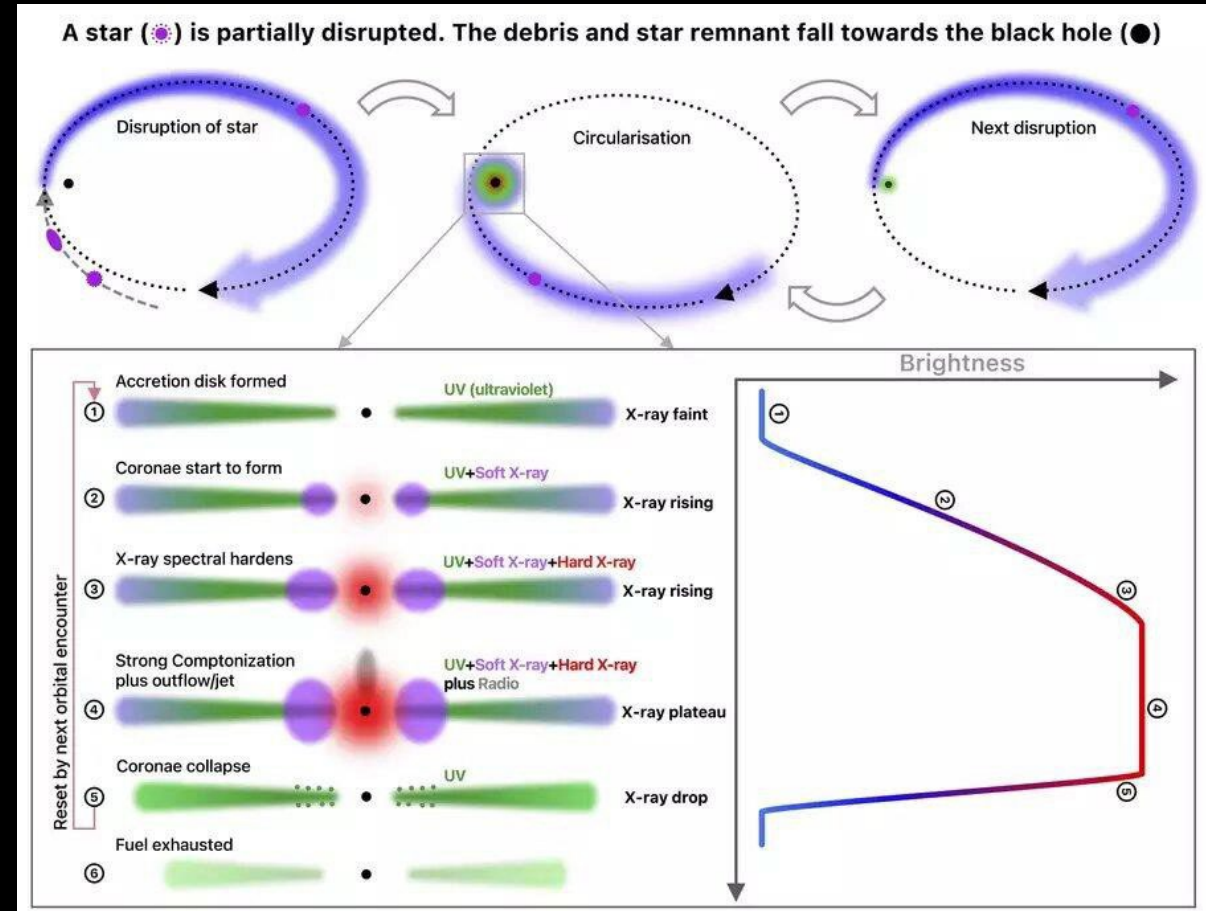 A star ( ) is partially disrupted. The debris and star remnant fall towards the black hole ( )
Disruption of star
Circularisation
Next disruption
Brightness
Reset by next orbital encounter
Accretion disk formed
UV (ultraviolet)
① X-ray faint
Coronae start to form
UV+Soft X-ray
② X-ray rising
X-ray spectral hardens
UV+Soft X-ray+Hard X-ray
③ X-ray rising
Strong Comptonization
plus outflow/jet
UV+Soft X-ray+Hard X-ray
plus Radio
④ X-ray plateau
Coronae collapse
UV
⑤ X-ray drop
Fuel exhausted
⑥
①
②
③
④
⑤